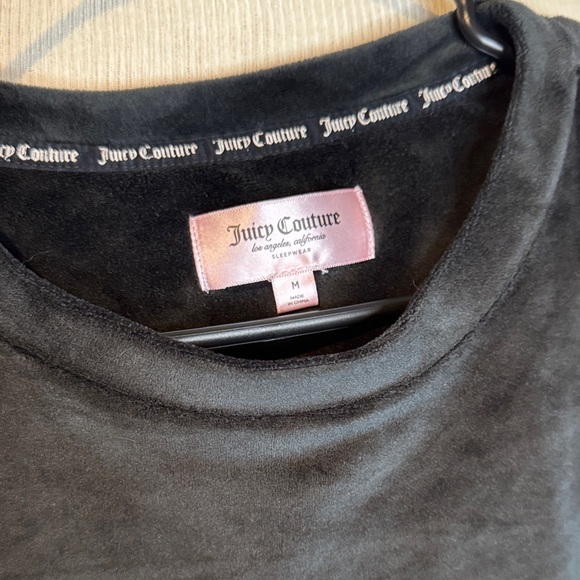 Juicy Couture Juicy Couture Juicy Couture Juicy Couture Juicy Couture
Juicy Couture
los angeles, california
SLEEPWEAR
M
MADE
IN CHINA